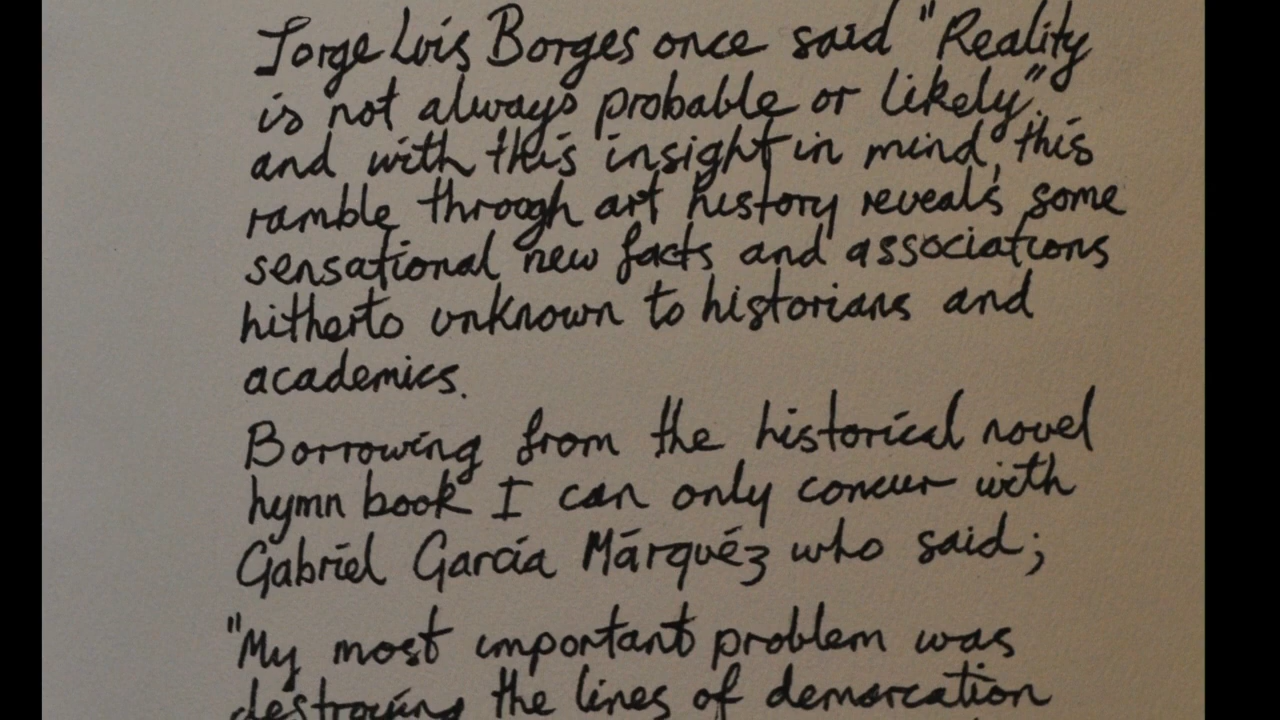 Jorge Luis Borges once said "Reality
is not always probable or likely".
and with this insight in mind, this
ramble through art history reveals some
sensational new facts and associations
hitherto unknown to historians and
academics.
Borrowing from the historical novel
hymn book I can only concur with
Gabriel García Márquéz who said;
"My most important problem was
destroying the lines of demarcation